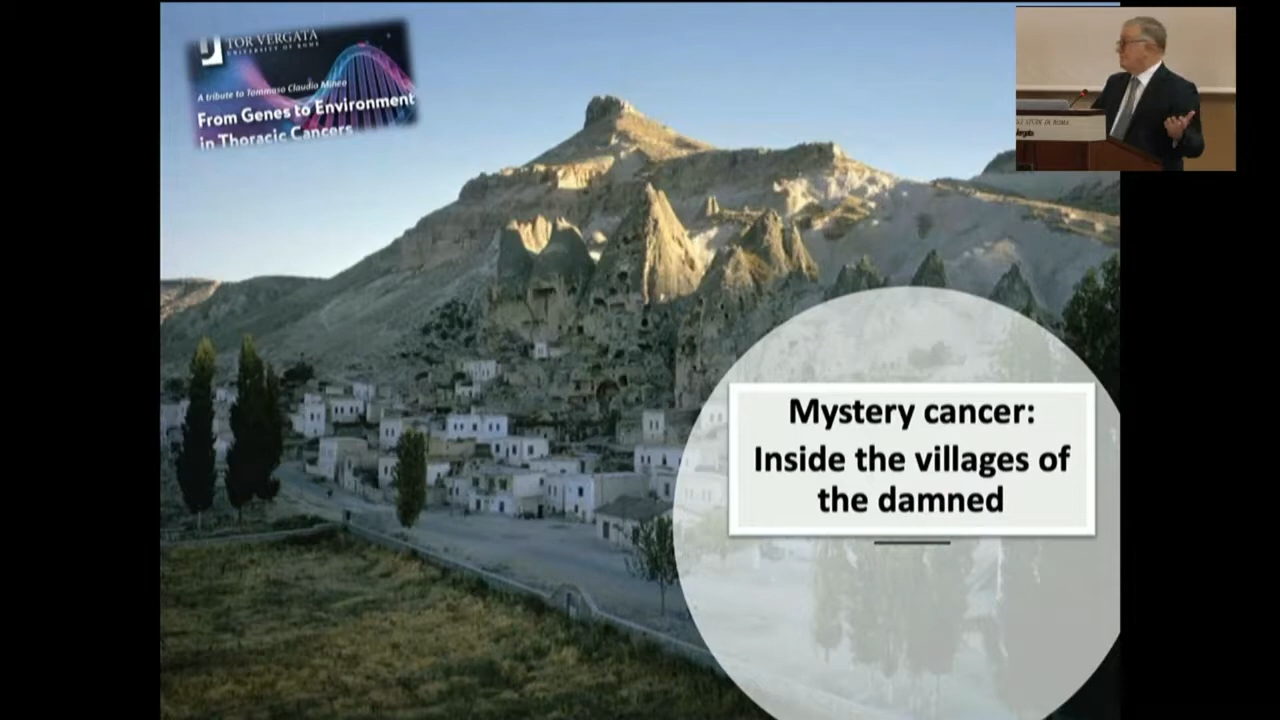 TOR VERGATA
UNIVERSITY OF ROME
A tribute to Tommaso Claudio Mineo
From Genes to Environment
in Thoracic Cancers
Mystery cancer:
Inside the villages of
the damned